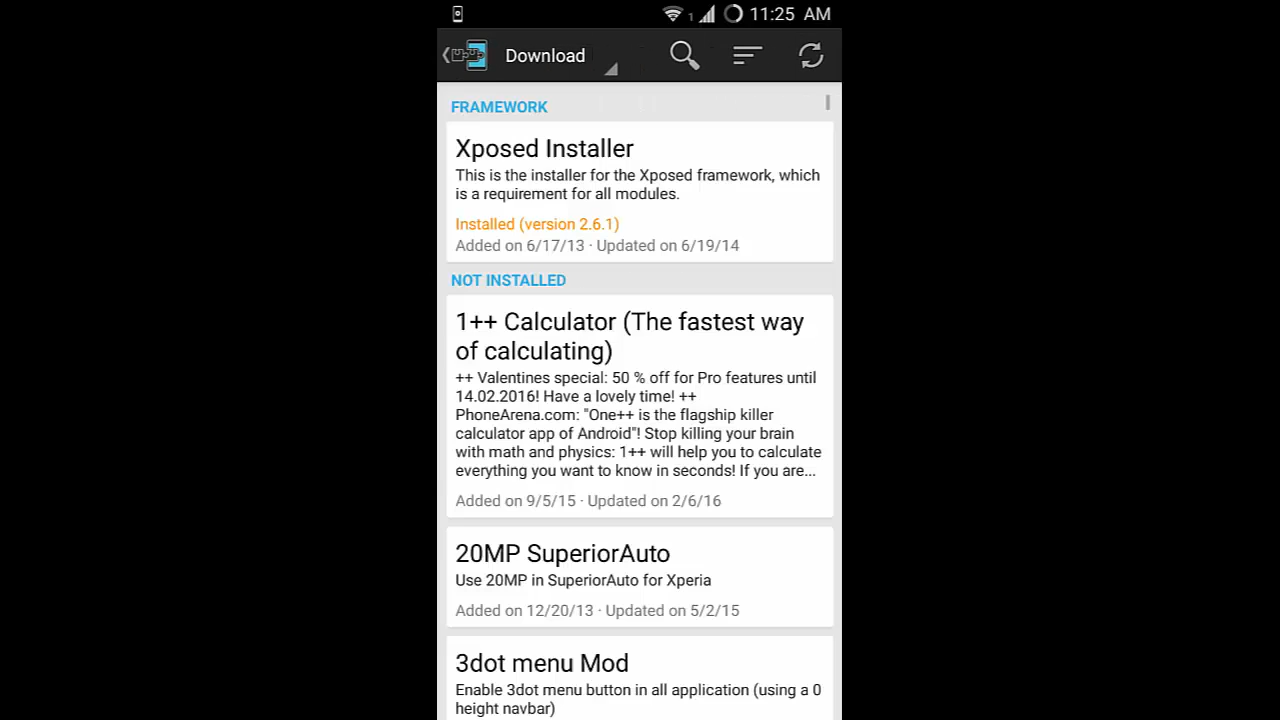 1 11:25 AM
Download
FRAMEWORK
Xposed Installer
This is the installer for the Xposed framework, which
is a requirement for all modules.
Installed (version 2.6.1)
Added on 6/17/13 · Updated on 6/19/14
NOT INSTALLED
1++ Calculator (The fastest way
of calculating)
++ Valentines special: 50 % off for Pro features until
14.02.2016! Have a lovely time! ++
PhoneArena.com: "One++ is the flagship killer
calculator app of Android"! Stop killing your brain
with math and physics: 1++ will help you to calculate
everything you want to know in seconds! If you are...
Added on 9/5/15 · Updated on 2/6/16
20MP SuperiorAuto
Use 20MP in SuperiorAuto for Xperia
Added on 12/20/13 · Updated on 5/2/15
3dot menu Mod
Enable 3dot menu button in all application (using a 0
height navbar)